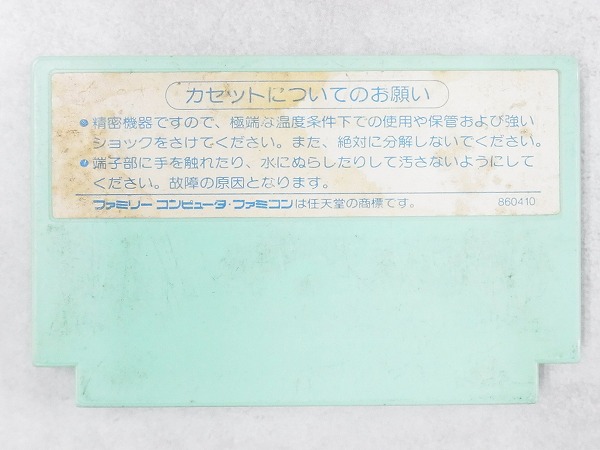 カセットについてのお願い
●精密機器ですので、極端な温度条件下での使用や保管および強い
ショックをさけてください。また、絶対に分解しないでください。
●端子部に手を触れたり、水にぬらしたりして汚さないようにして
ください。故障の原因となります。
ファミリーコンピュータ・ファミコンは任天堂の商標です。 860410